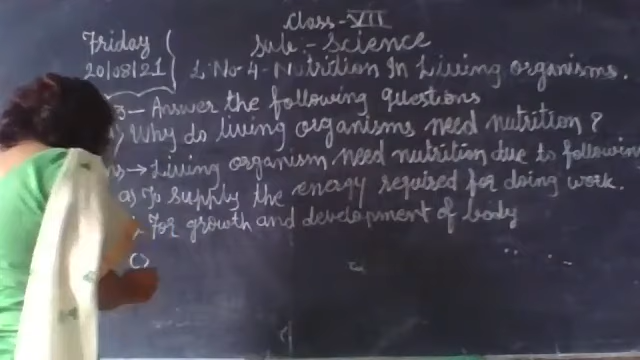 Class-VII
Friday Sub:- Science
20/08/21 L.No-4-Nutrition In Living organisms.
3- Answer the following questions
) Why do living organisms need nutrition?
ns→ Living organism need nutrition due to following
a) To supply the energy required for doing work.
For growth and development of body